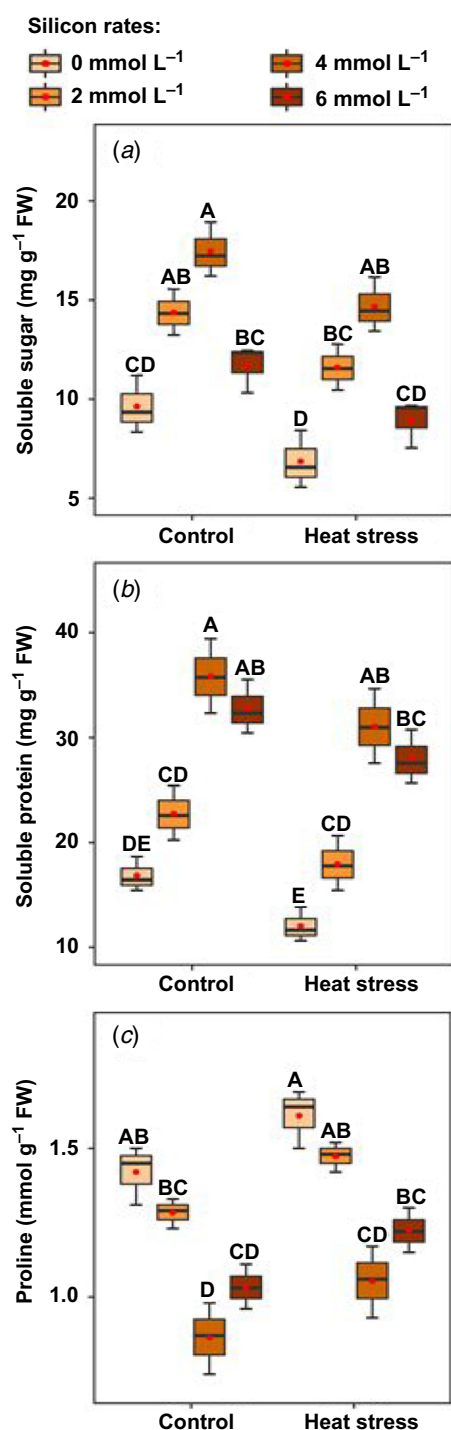 Silicon rates:
0 mmol L⁻¹ 4 mmol L⁻¹
2 mmol L⁻¹ 6 mmol L⁻¹
(a)
Soluble sugar (mg g⁻¹ FW)
20
15
10
5
CD AB A BC D BC AB CD
Control Heat stress
(b)
Soluble protein (mg g⁻¹ FW)
40
30
20
10
DE CD A AB E CD AB BC
Control Heat stress
(c)
Proline (mmol g⁻¹ FW)
1.5
1.0
AB BC D CD A AB CD BC
Control Heat stress